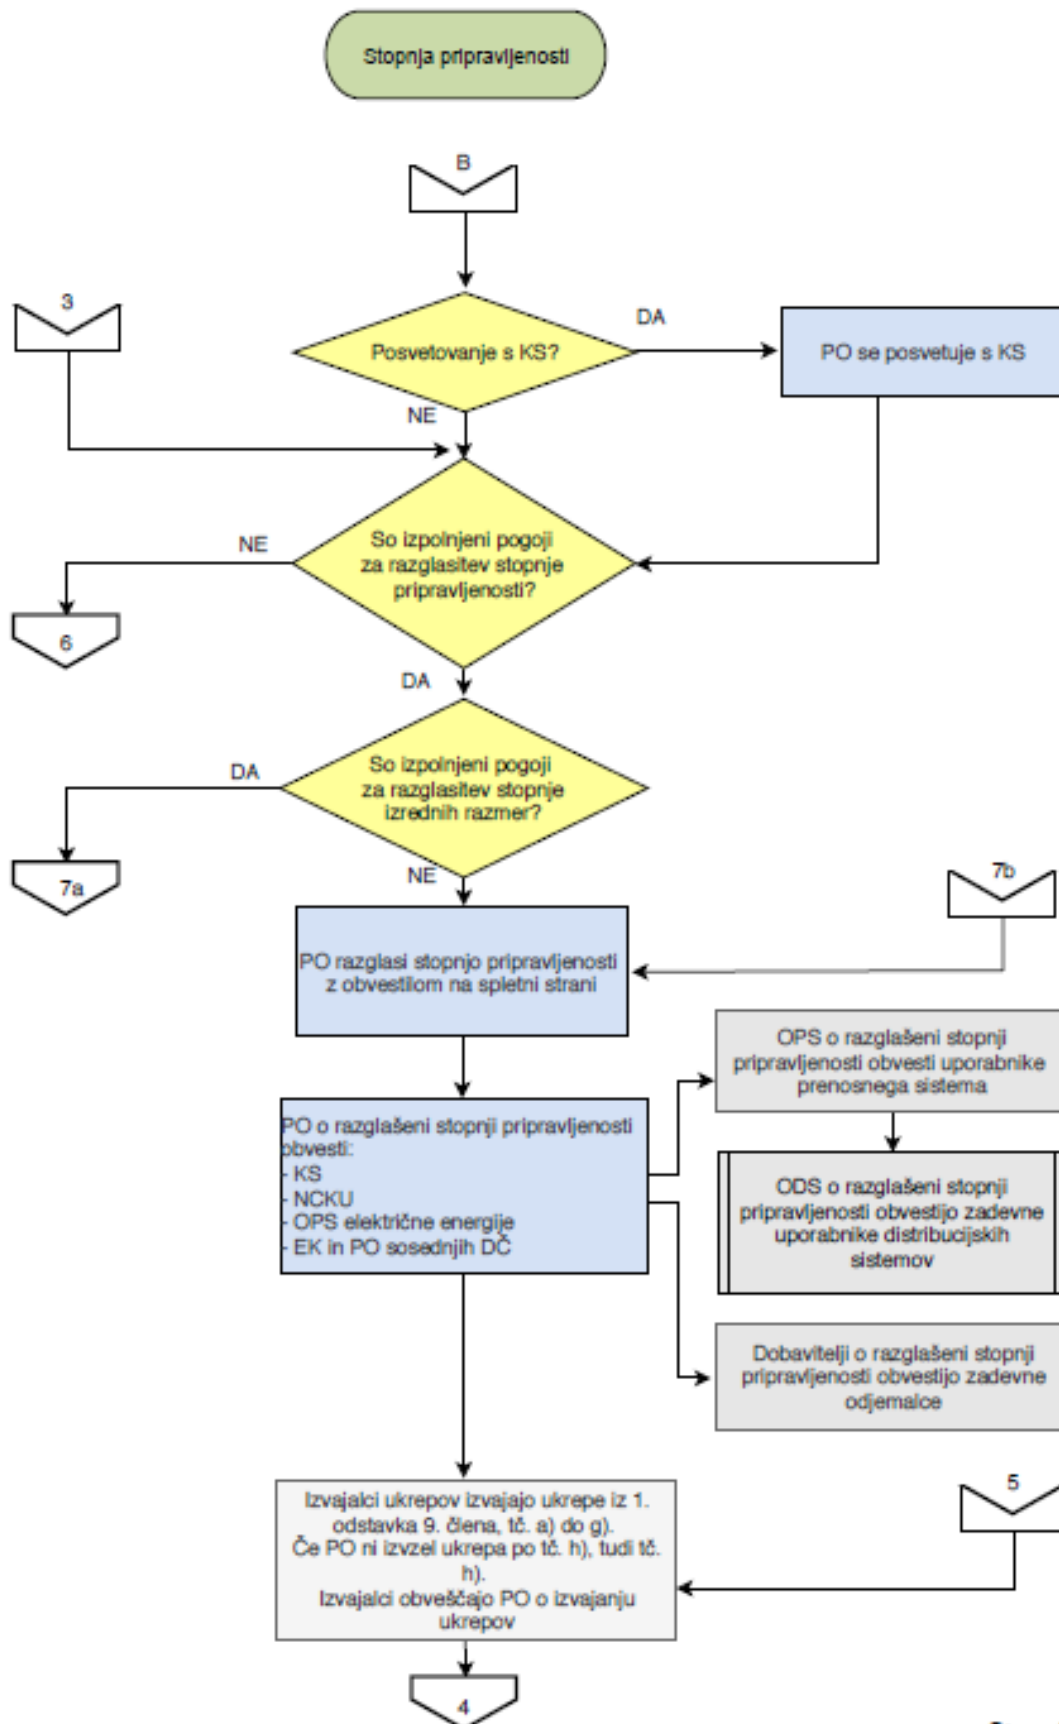 Stopnja pripravljenosti
B
3
DA
Posvetovanje s KS?
PO se posvetuje s KS
NE
NE
So izpolnjeni pogoji
za razglasitev stopnje
pripravljenosti?
6
DA
DA
So izpolnjeni pogoji
za razglasitev stopnje
izrednih razmer?
7a
NE
7b
PO razglasi stopnjo pripravljenosti
z obvestilom na spletni strani
OPS o razglašeni stopnji
pripravljenosti obvesti uporabnike
prenosnega sistema
PO o razglašeni stopnji pripravljenosti
obvesti:
- KS
- NCKU
- OPS električne energije
- EK in PO sosednjih DČ
ODS o razglašeni stopnji
pripravljenosti obvestijo zadevne
uporabnike distribucijskih
sistemov
Dobavitelji o razglašeni stopnji
pripravljenosti obvestijo zadevne
odjemalce
5
Izvajalci ukrepov izvajajo ukrepe iz 1.
odstavka 9. člena, tč. a) do g).
Če PO ni izvzel ukrepa po tč. h), tudi tč.
h).
Izvajalci obveščajo PO o izvajanju
ukrepov
4